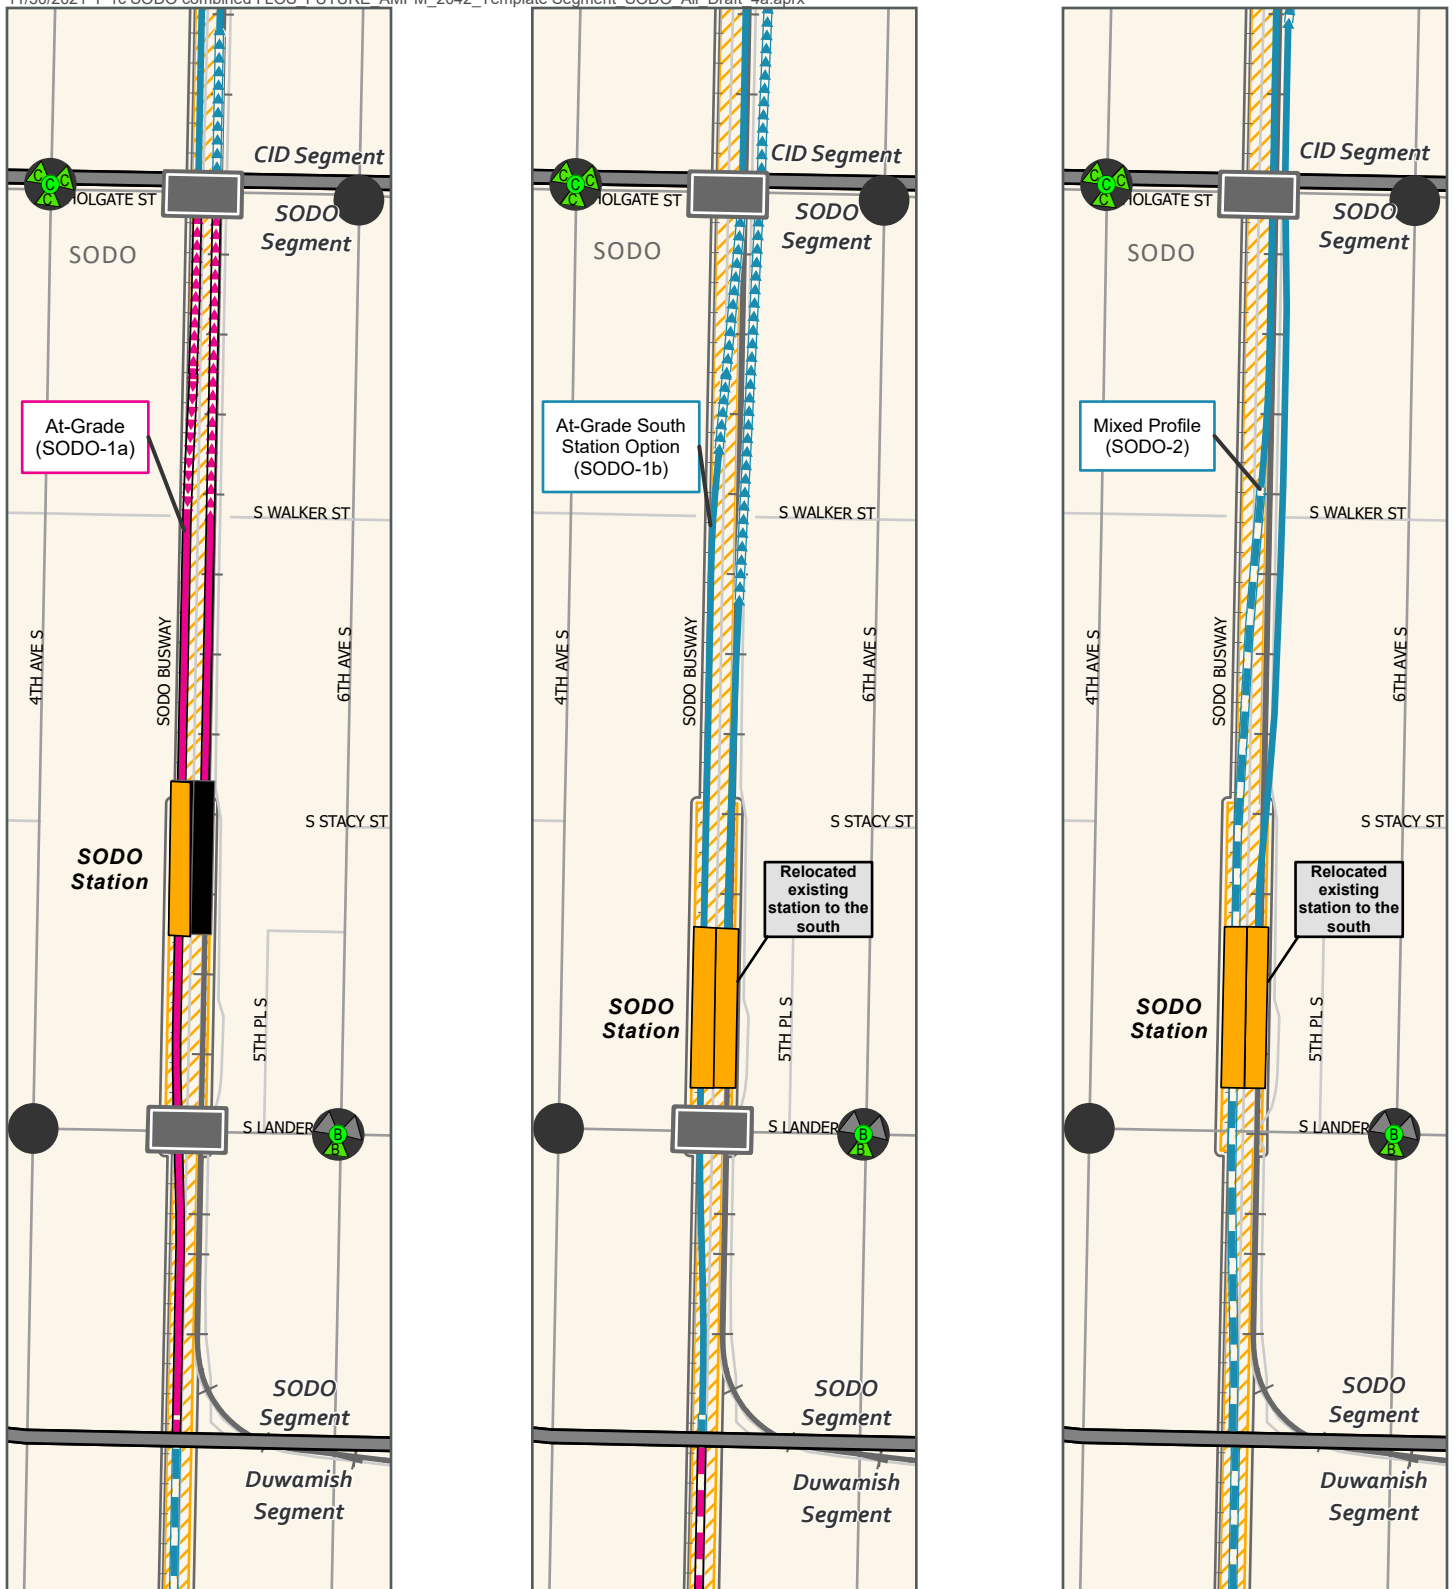 CID Segment
C
C
C
C
HOLGATE ST
SODO
Segment
SODO
At-Grade
(SODO-1a)
S WALKER ST
4TH AVE S
SODO BUSWAY
6TH AVE S
S STACY ST
SODO
Station
5TH PL S
S LANDER
B
B
SODO
Segment
Duwamish
Segment
CID Segment
C
C
C
C
HOLGATE ST
SODO
Segment
SODO
At-Grade South
Station Option
(SODO-1b)
S WALKER ST
4TH AVE S
SODO BUSWAY
6TH AVE S
S STACY ST
Relocated
existing
station to the
south
SODO
Station
5TH PL S
S LANDER
B
B
SODO
Segment
Duwamish
Segment
CID Segment
C
C
C
C
HOLGATE ST
SODO
Segment
SODO
Mixed Profile
(SODO-2)
S WALKER ST
4TH AVE S
SODO BUSWAY
6TH AVE S
S STACY ST
Relocated
existing
station to the
south
SODO
Station
5TH PL S
S LANDER
B
B
SODO
Segment
Duwamish
Segment